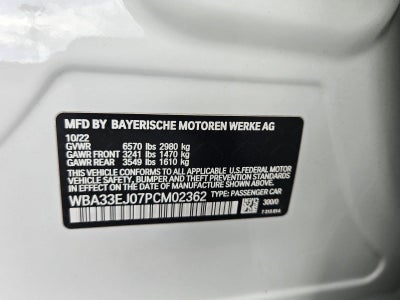 MFD BY BAYERISCHE MOTOREN WERKE AG
10/22
GVWR 6570 lbs 2980 kg
GAWR FRONT 3241 lbs 1470 kg
GAWR REAR 3549 lbs 1610 kg
THIS VEHICLE CONFORMS TO ALL APPLICABLE U.S.FEDERAL MOTOR
VEHICLE SAFETY, BUMPER, AND THEFT PREVENTION STANDARDS
IN EFFECT ON THE DATE OF MANUFACTURE SHOWN ABOVE.
WBA33EJ07PCM02362 TYPE: PASSENGER CAR
300/0